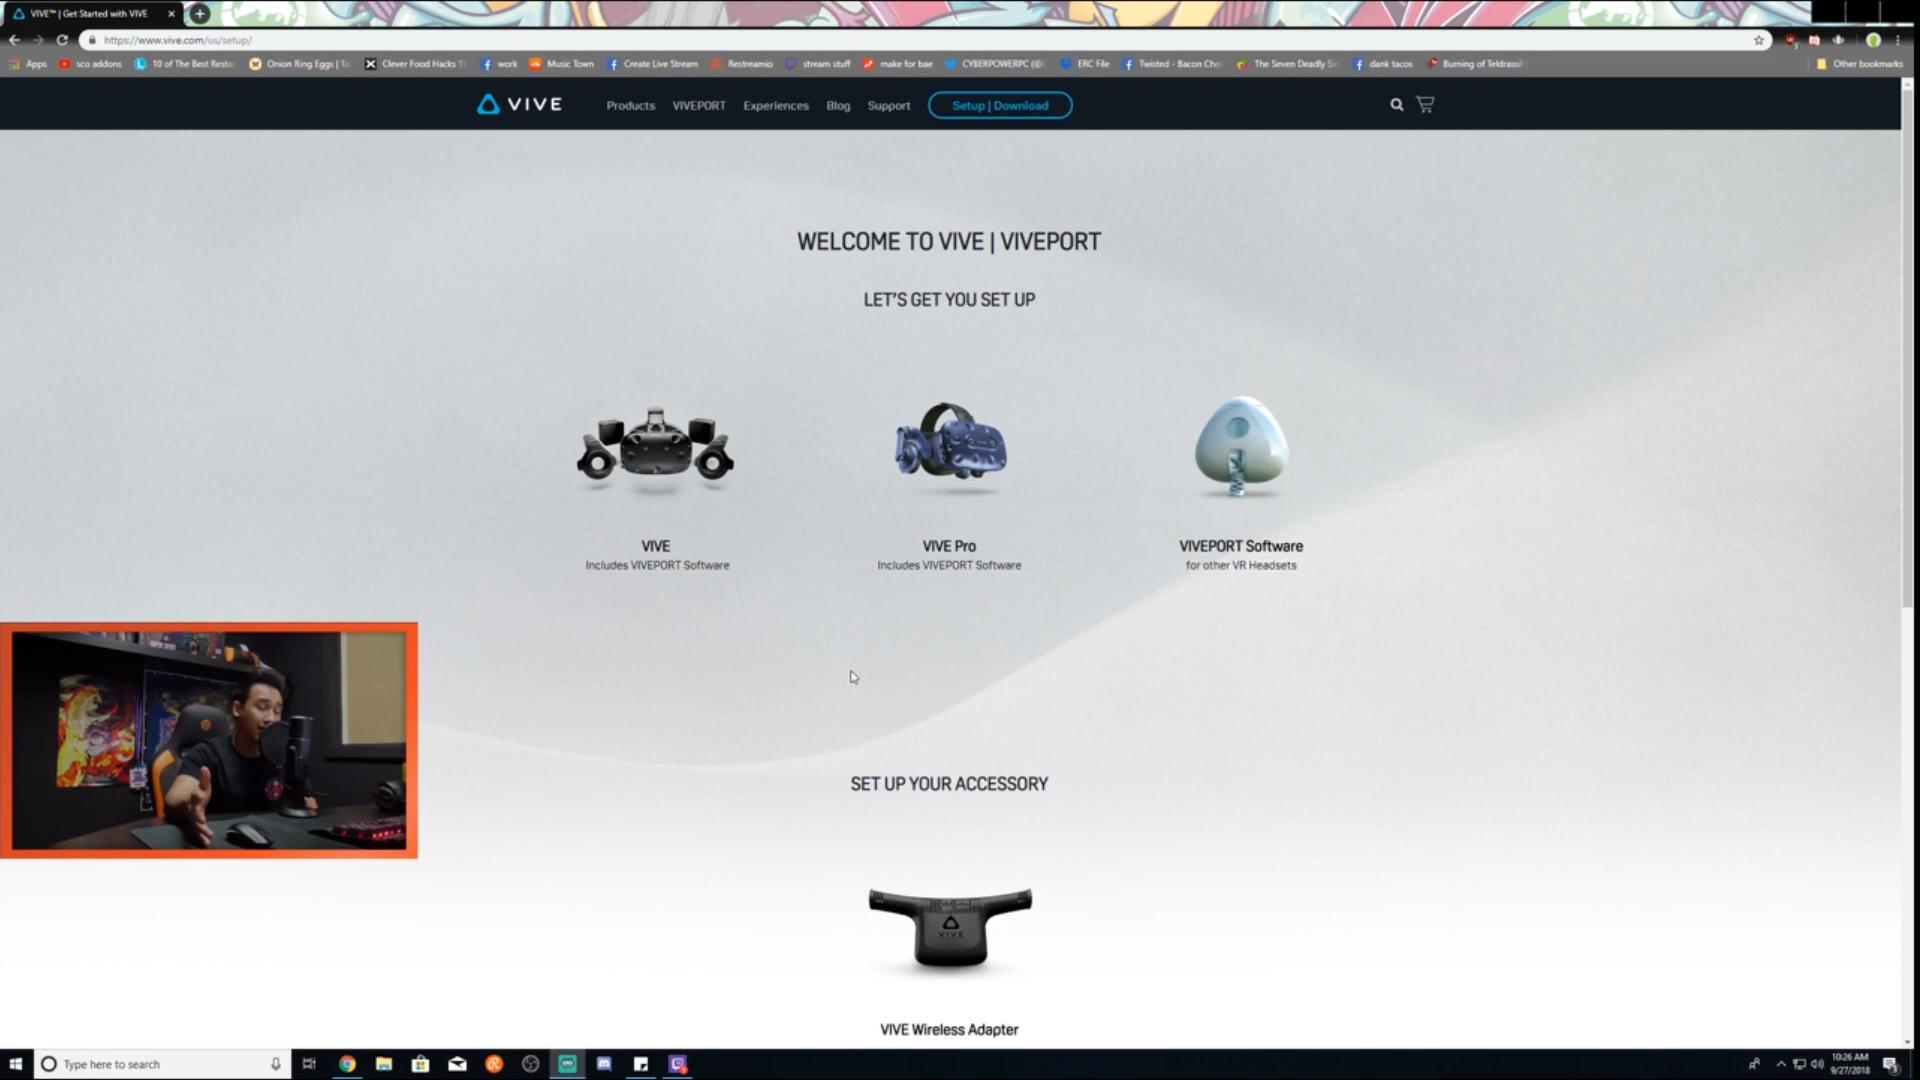 VIVE™ | Get Started with VIVE
https://www.vive.com/us/setup/
Apps
sco addons
10 of The Best Resta
Onion Ring Eggs | Ta
Clever Food Hacks T
work
Music Town
Create Live Stream
Restreamio
stream stuff
make for bae
CYBERPOWERPC (@
ERC File
Twisted - Bacon Che
The Seven Deadly Si
dank tacos
Burning of Teldrassil
Other bookmarks
VIVE
Products
VIVEPORT
Experiences
Blog
Support
Setup | Download
WELCOME TO VIVE | VIVEPORT
LET'S GET YOU SET UP
VIVE
Includes VIVEPORT Software
VIVE Pro
Includes VIVEPORT Software
VIVEPORT Software
for other VR Headsets
SET UP YOUR ACCESSORY
VIVE
VIVE Wireless Adapter
Type here to search
10:26 AM
9/27/2018